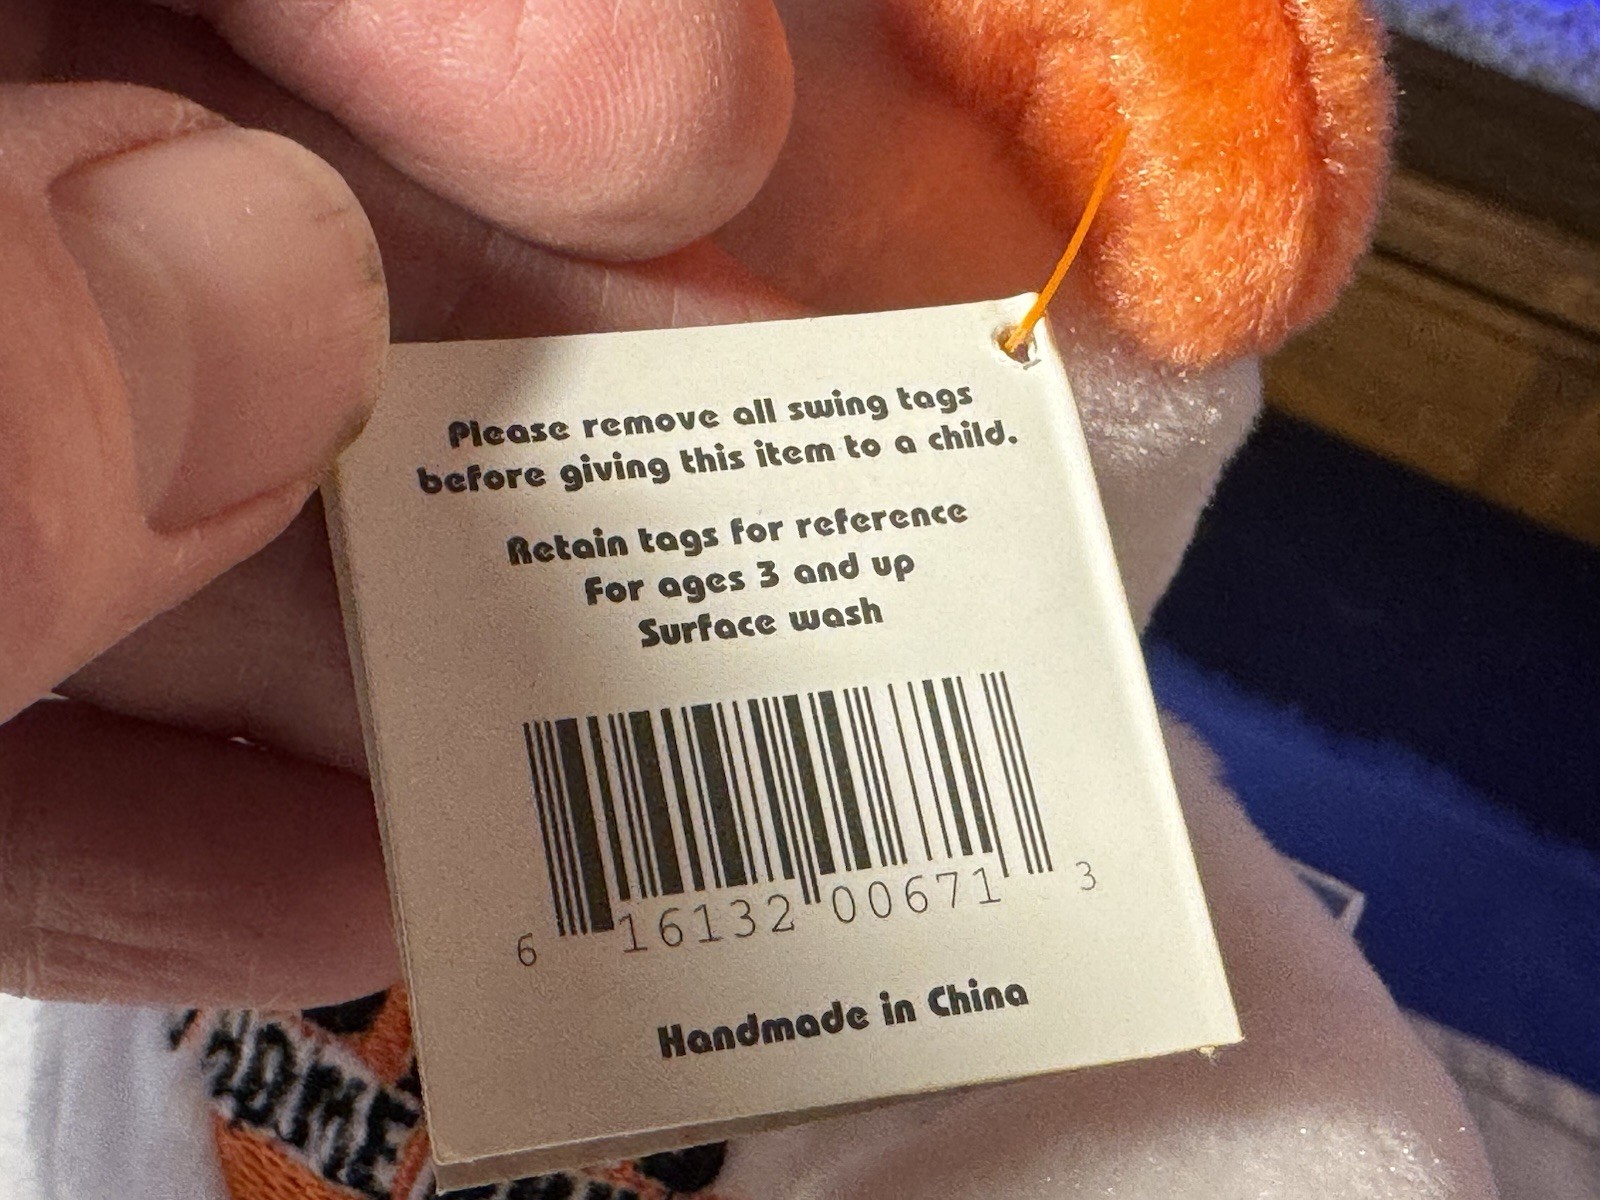 Please remove all swing tags
before giving this item to a child.
Retain tags for reference
For ages 3 and up
Surface wash
6 16132 00671 3
Handmade in China